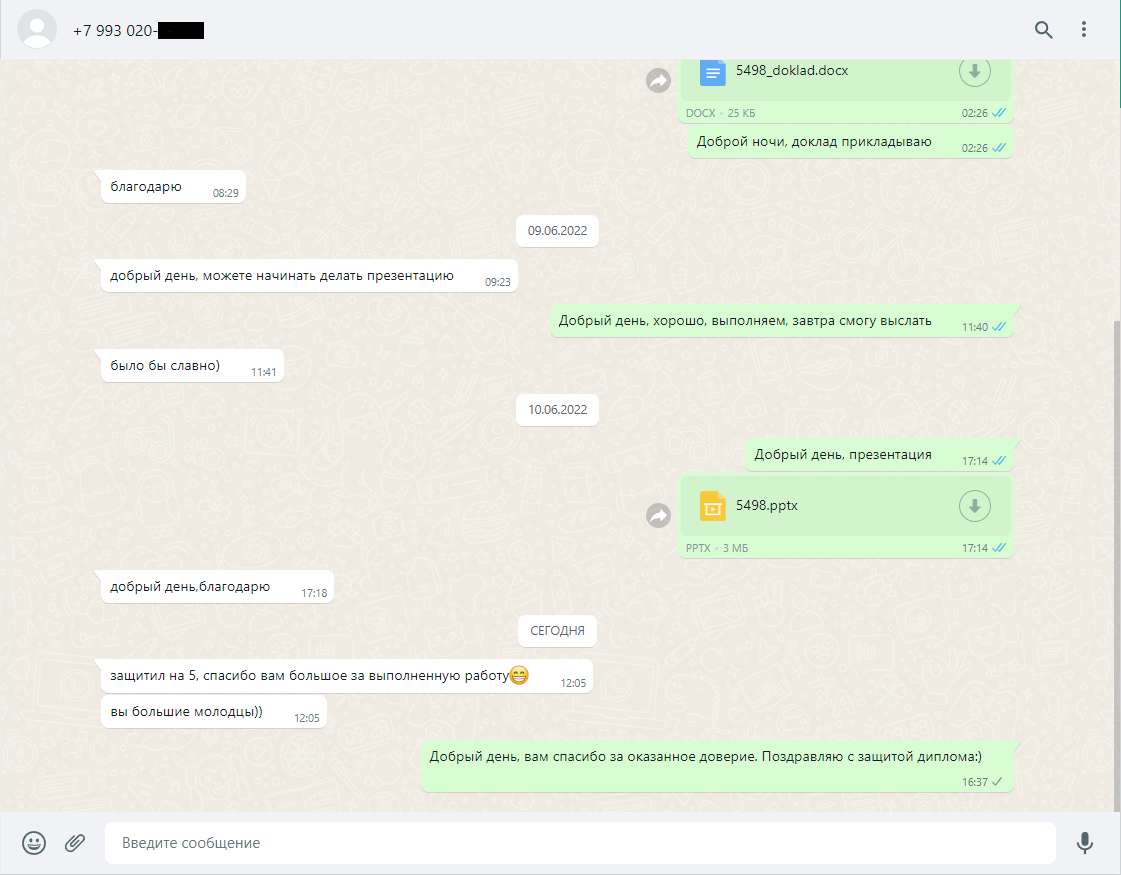 +7 993 020-
5498_doklad.docx
DOCX • 25 КБ 02:26
Доброй ночи, доклад прикладываю 02:26
благодарю 08:29
09.06.2022
добрый день, можете начинать делать презентацию 09:23
Добрый день, хорошо, выполняем, завтра смогу выслать 11:40
было бы славно) 11:41
10.06.2022
Добрый день, презентация 17:14
5498.pptx
PPTX • 3 МБ 17:14
добрый день,благодарю 17:18
СЕГОДНЯ
защитил на 5, спасибо вам большое за выполненную работу😁 12:05
вы большие молодцы)) 12:05
Добрый день, вам спасибо за оказанное доверие. Поздравляю с защитой диплома:)
16:37
Введите сообщение